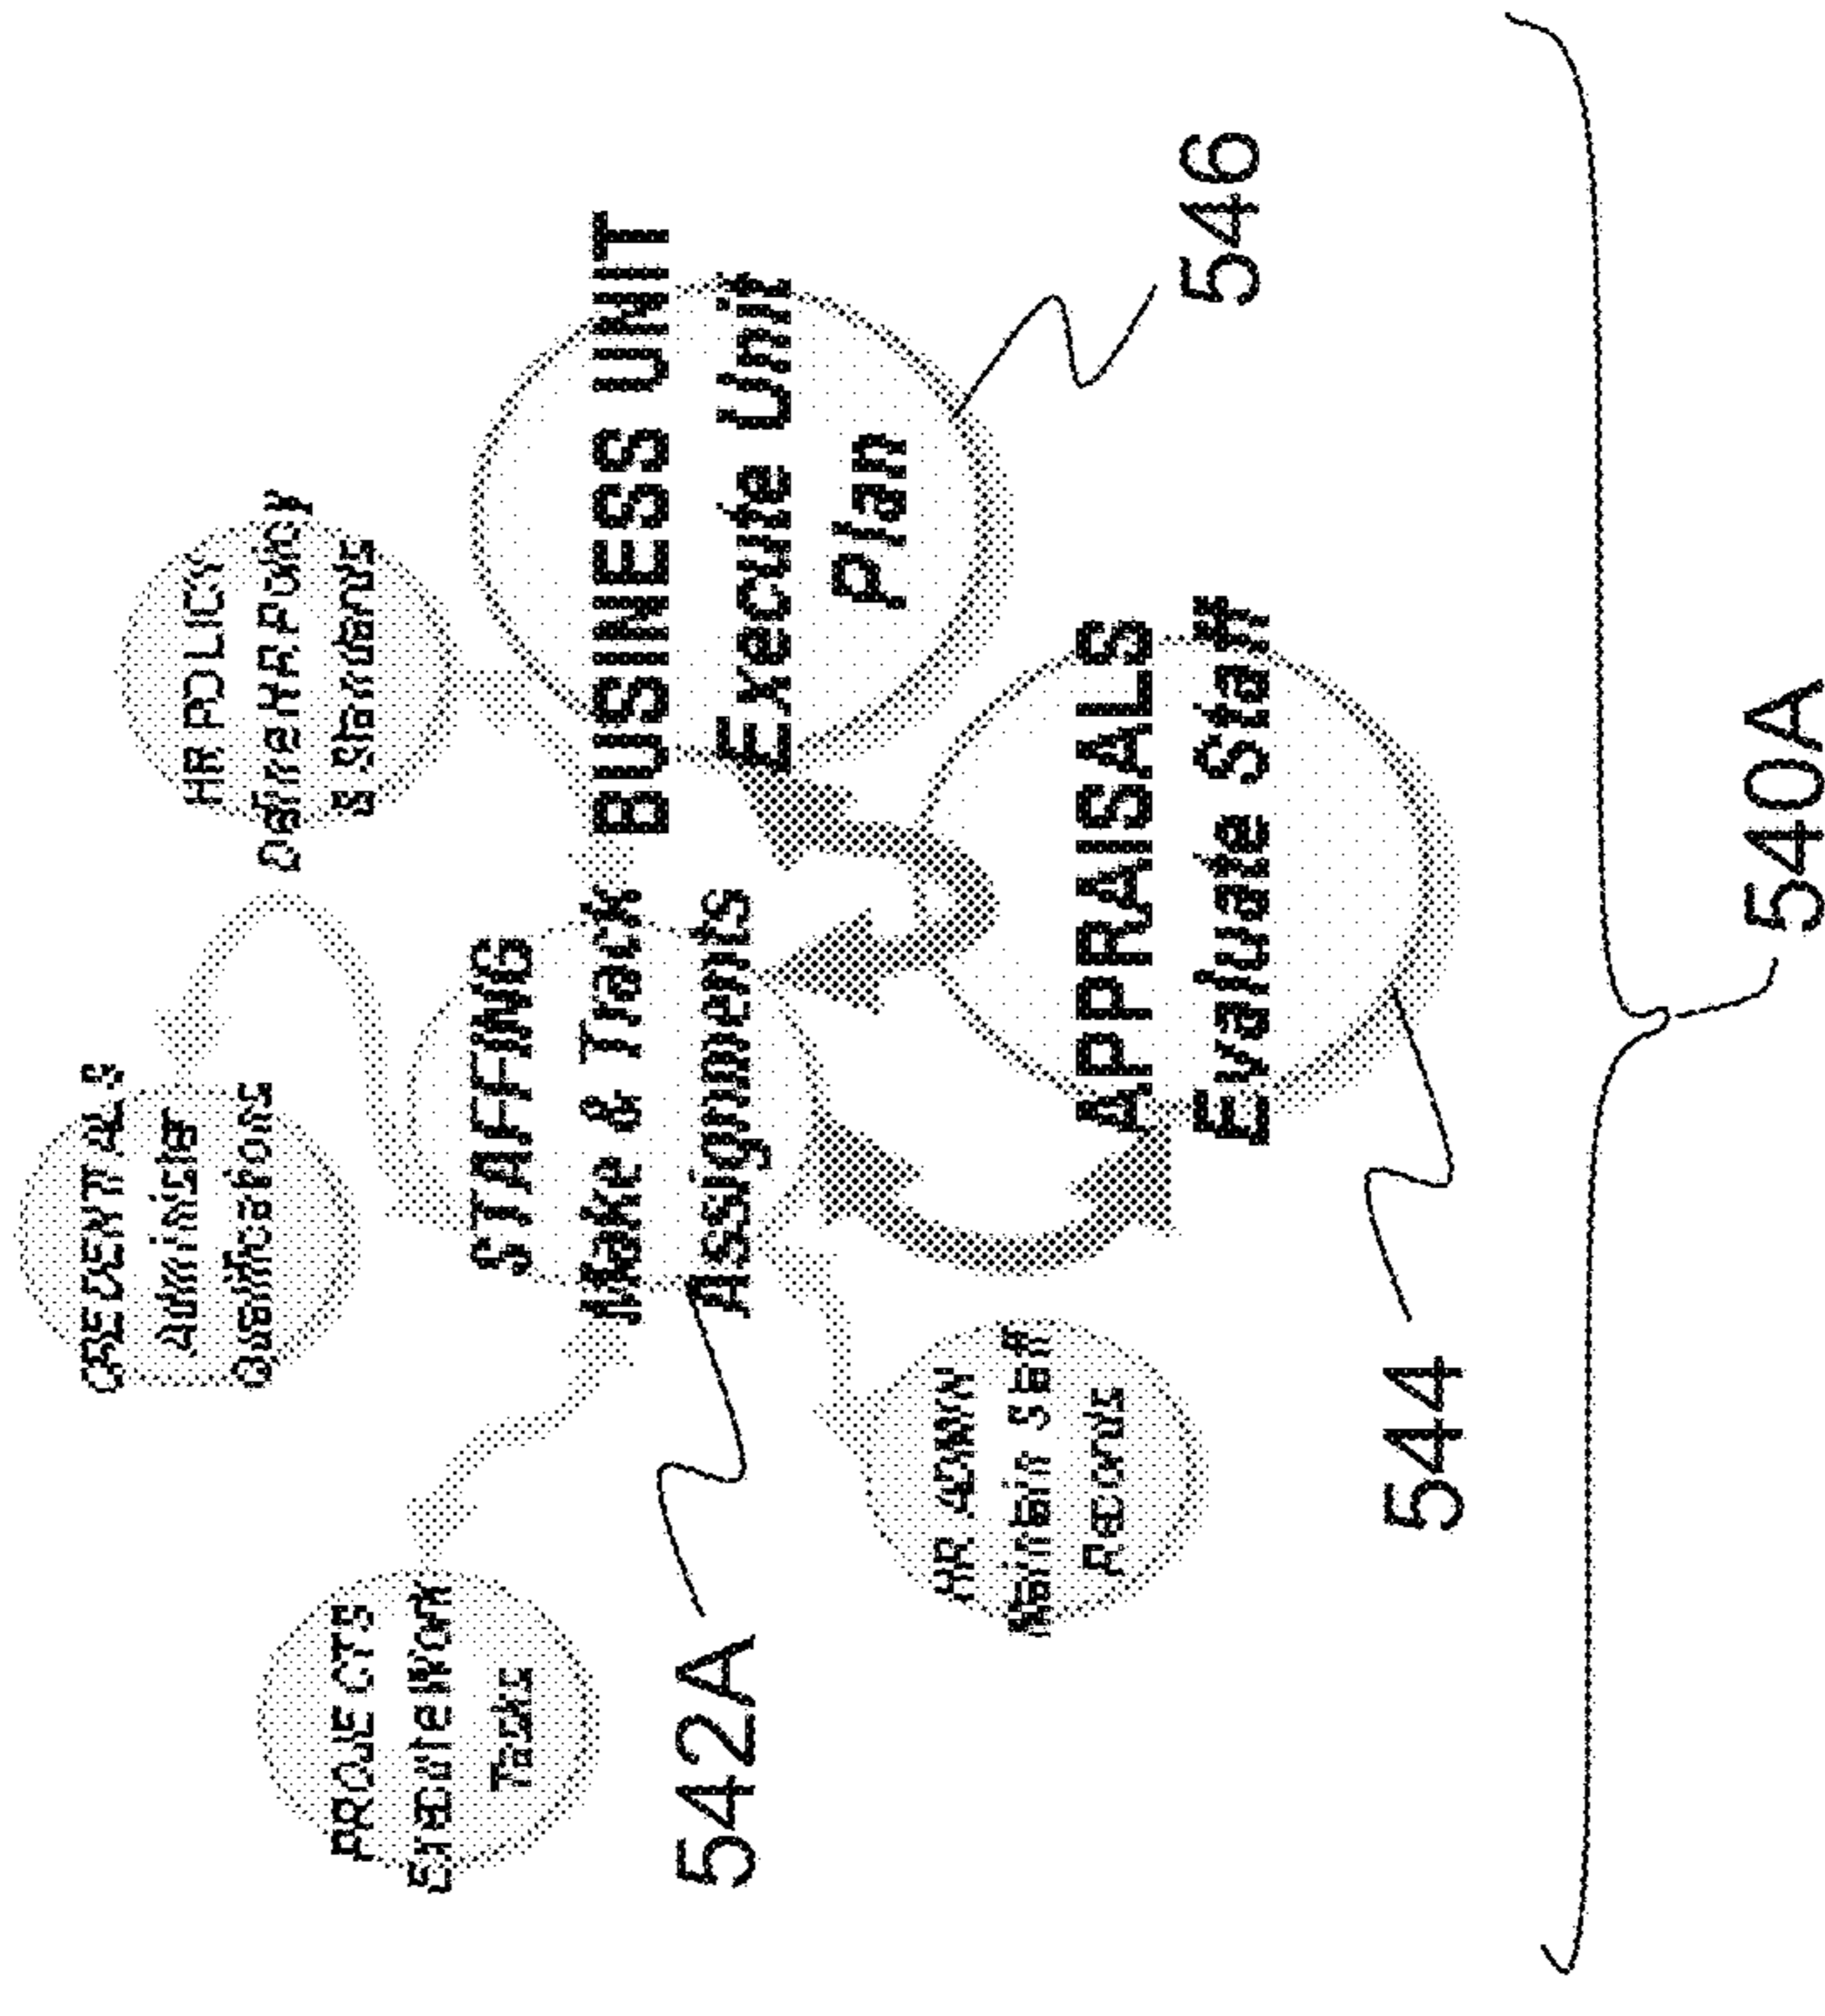 CREDENTIALS
Administer
Qualifications
HR POLICY
Define HR Policy
& Standards
PROJECTS
Execute Work
Tasks
STAFFING
Make & Track
Assignments
BUSINESS UNIT
Execute Unit
Plan
HR ADMIN
Maintain Staff
Records
APPRAISALS
Evaluate Staff
542A
546
544
540A